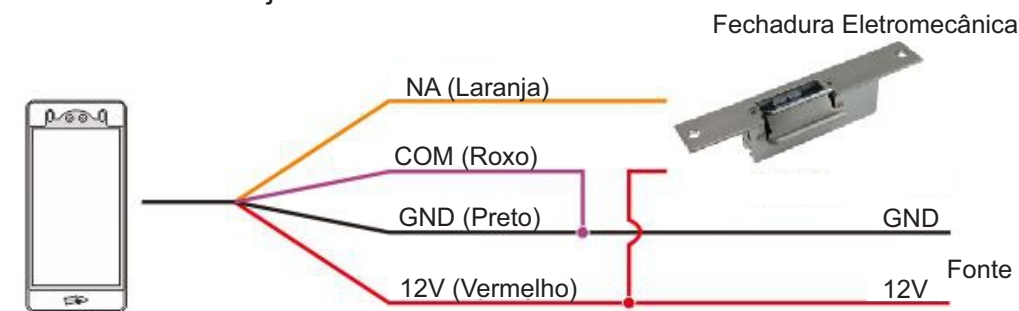 Fechadura Eletromecânica
NA (Laranja)
COM (Roxo)
GND (Preto)
GND
Fonte
12V (Vermelho)
12V